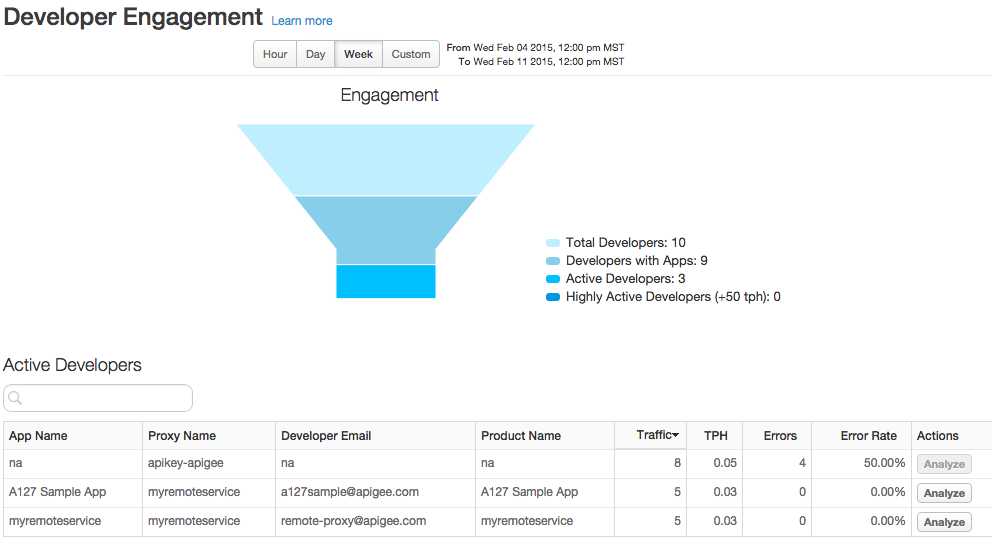 Developer Engagement Learn more
Hour Day Week Custom From Wed Feb 04 2015, 12:00 pm MST
To Wed Feb 11 2015, 12:00 pm MST
Engagement
Total Developers: 10
Developers with Apps: 9
Active Developers: 3
Highly Active Developers (+50 tph): 0
Active Developers
App Name Proxy Name Developer Email Product Name Traffic TPH Errors Error Rate Actions
na apikey-apigee na na 8 0.05 4 50.00% Analyze
A127 Sample App myremoteservice a127sample@apigee.com A127 Sample App 5 0.03 0 0.00% Analyze
myremoteservice myremoteservice remote-proxy@apigee.com myremoteservice 5 0.03 0 0.00% Analyze